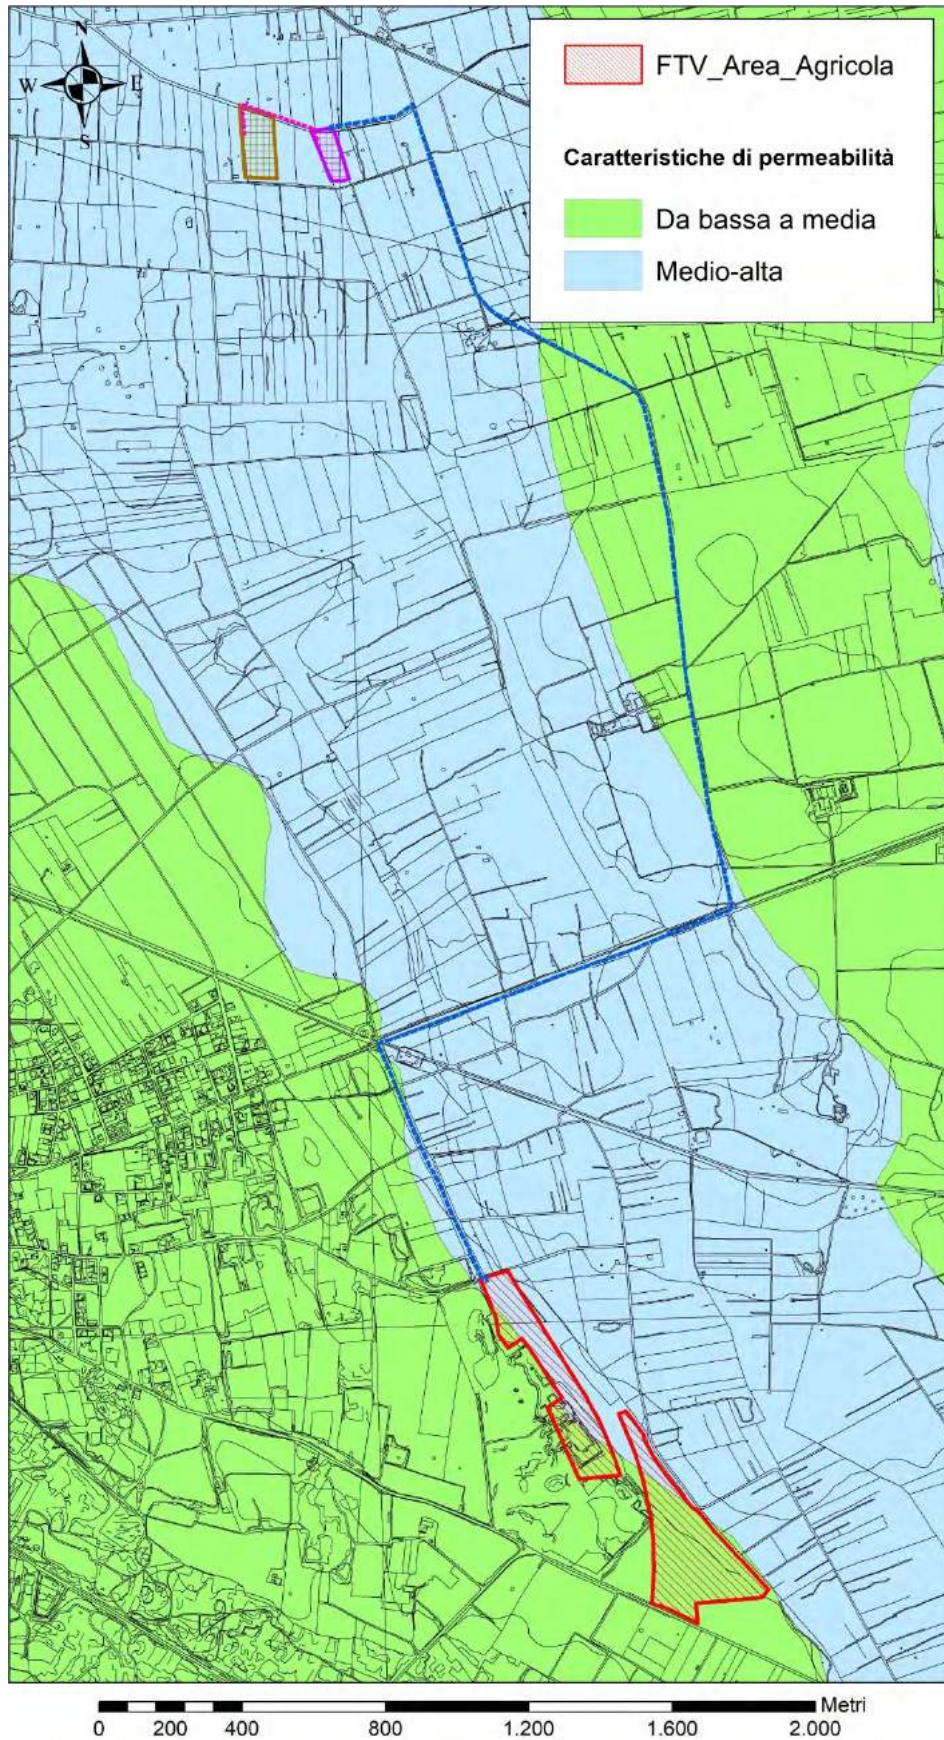 N
W E
S
FTV_Area_Agricola
Caratteristiche di permeabilità
Da bassa a media
Medio-alta
Metri
0 200 400 800 1.200 1.600 2.000